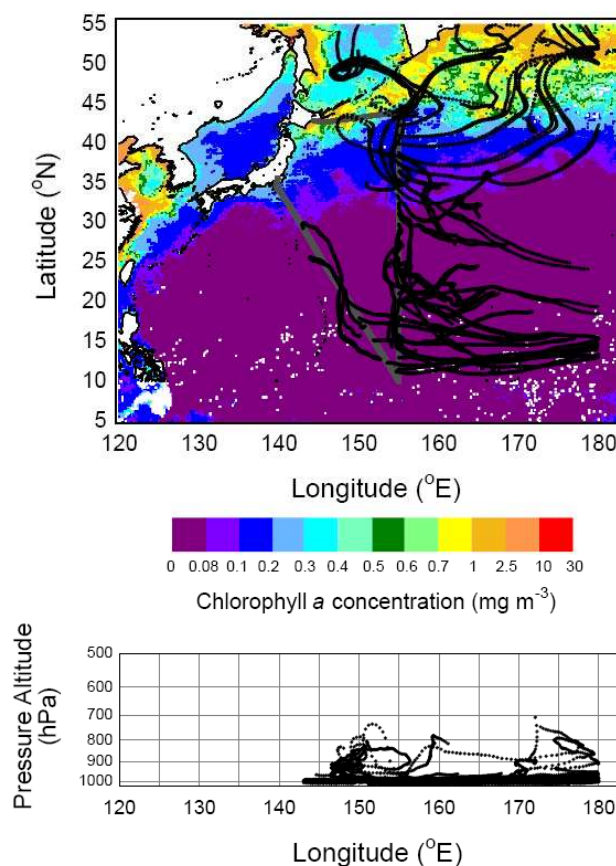 55
50
45
40
35
30
25
20
15
10
5
Latitude (°N)
120 130 140 150 160 170 180
Longitude (°E)
0 0.08 0.1 0.2 0.3 0.4 0.5 0.6 0.7 1 2.5 10 30
Chlorophyll a concentration (mg m⁻³)
500
600
700
800
900
1000
Pressure Altitude
(hPa)
120 130 140 150 160 170 180
Longitude (°E)